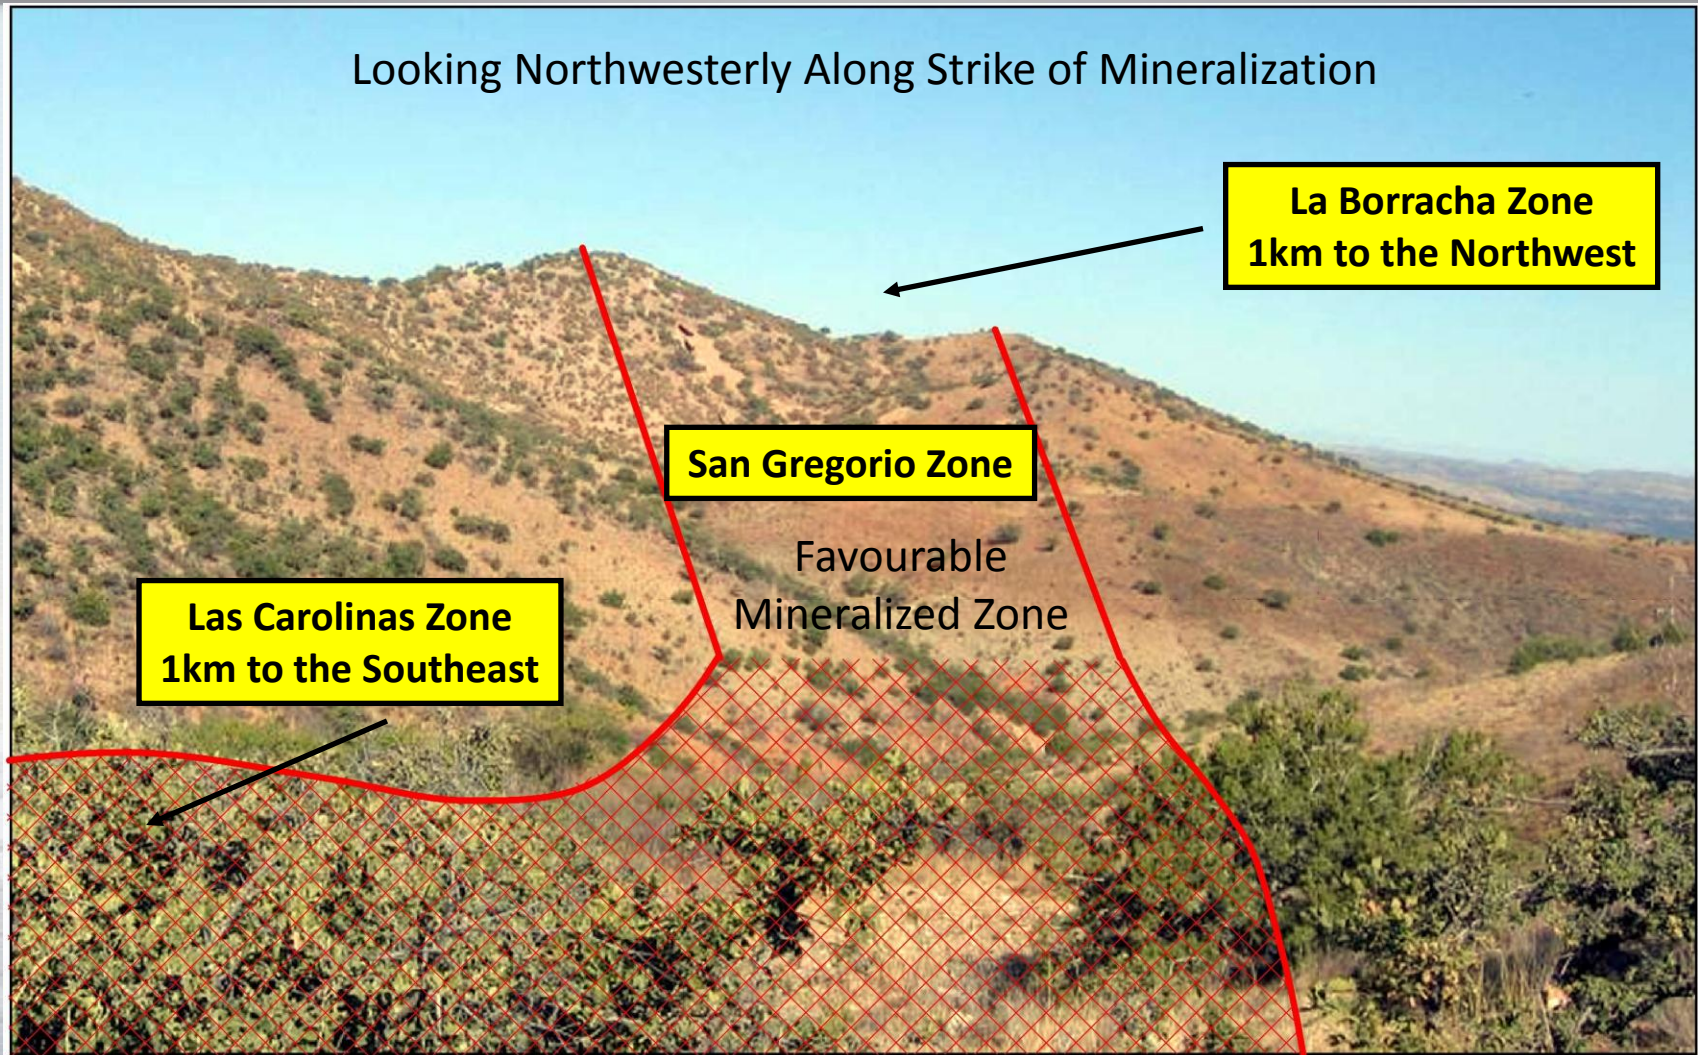 Looking Northwesterly Along Strike of Mineralization
La Borracha Zone
1km to the Northwest
San Gregorio Zone
Favourable
Mineralized Zone
Las Carolinas Zone
1km to the Southeast